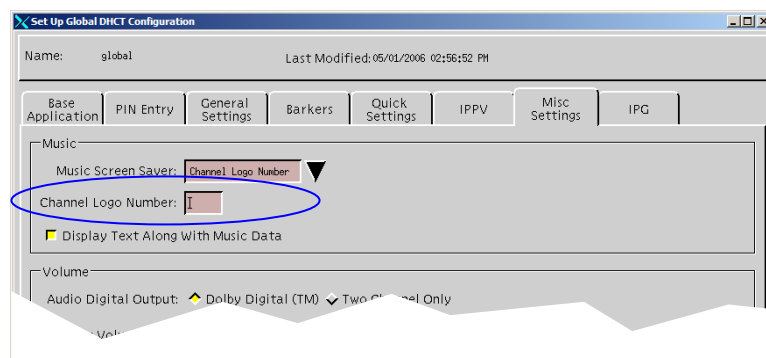 Set Up Global DHCT Configuration
Name: global Last Modified: 05/01/2006 02:56:52 PM
Base Application PIN Entry General Settings Barkers Quick Settings IPPV Misc Settings IPG
Music
Music Screen Saver: Channel Logo Number
Channel Logo Number:
Display Text Along With Music Data
Volume
Audio Digital Output: Dolby Digital (TM) Two Channel Only